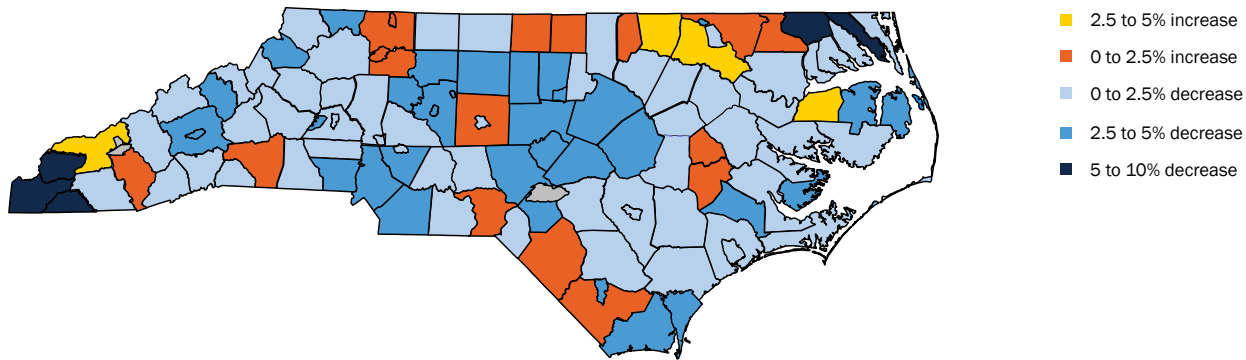 2.5 to 5% increase
0 to 2.5% increase
0 to 2.5% decrease
2.5 to 5% decrease
5 to 10% decrease